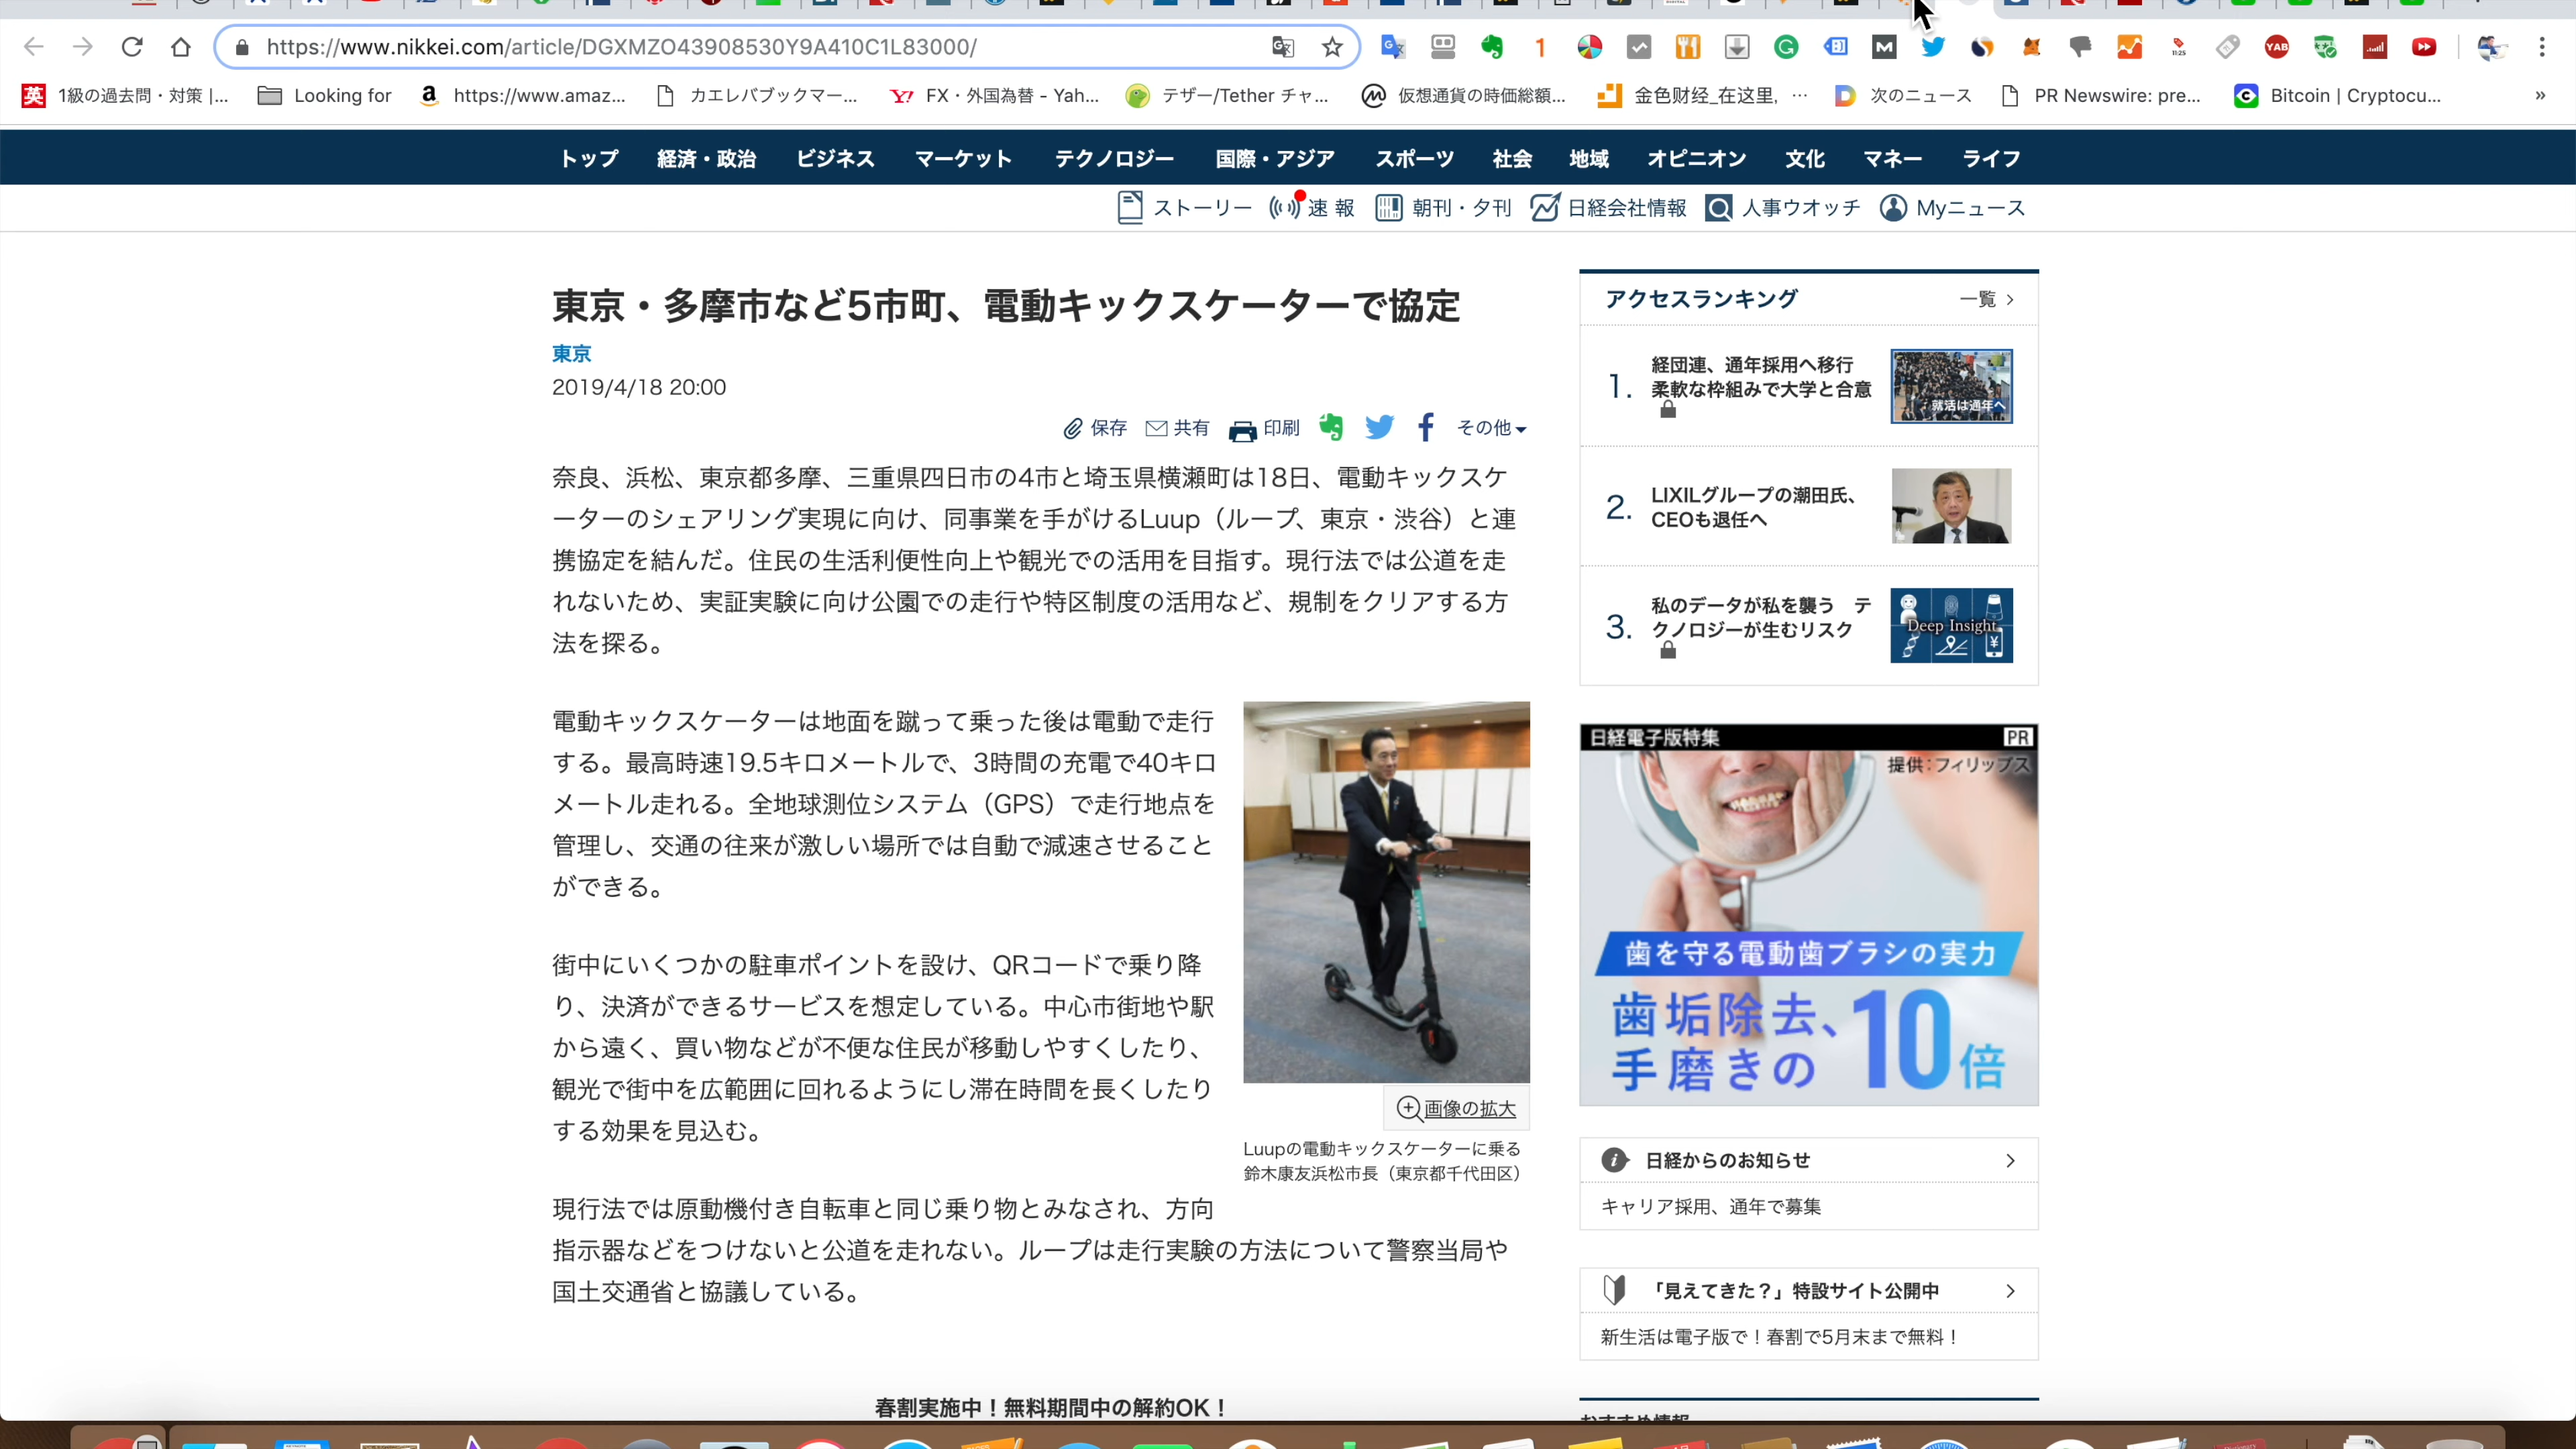 https://www.nikkei.com/article/DGXMZO43908530Y9A410C1L83000/
1級の過去問・対策 |...
Looking for
https://www.amaz...
カエレバブックマー...
FX・外国為替 - Yah...
テザー/Tether チャ...
仮想通貨の時価総額...
金色财经_在这里, ...
次のニュース
PR Newswire: pre...
Bitcoin | Cryptocu...
トップ 経済・政治 ビジネス マーケット テクノロジー 国際・アジア スポーツ 社会 地域 オピニオン 文化 マネー ライフ
ストーリー 速報 朝刊・夕刊 日経会社情報 人事ウオッチ Myニュース
東京・多摩市など5市町、電動キックスケーターで協定
東京
2019/4/18 20:00
保存 共有 印刷 その他
奈良、浜松、東京都多摩、三重県四日市の4市と埼玉県横瀬町は18日、電動キックスケ
ーターのシェアリング実現に向け、同事業を手がけるLuup（ループ、東京・渋谷）と連
携協定を結んだ。住民の生活利便性向上や観光での活用を目指す。現行法では公道を走
れないため、実証実験に向け公園での走行や特区制度の活用など、規制をクリアする方
法を探る。
電動キックスケーターは地面を蹴って乗った後は電動で走行
する。最高時速19.5キロメートルで、3時間の充電で40キロ
メートル走れる。全地球測位システム（GPS）で走行地点を
管理し、交通の往来が激しい場所では自動で減速させること
ができる。
街中にいくつかの駐車ポイントを設け、QRコードで乗り降
り、決済ができるサービスを想定している。中心市街地や駅
から遠く、買い物などが不便な住民が移動しやすくしたり、
観光で街中を広範囲に回れるようにし滞在時間を長くしたり
する効果を見込む。
画像の拡大
Luupの電動キックスケーターに乗る
鈴木康友浜松市長（東京都千代田区）
現行法では原動機付き自転車と同じ乗り物とみなされ、方向
指示器などをつけないと公道を走れない。ループは走行実験の方法について警察当局や
国土交通省と協議している。
春割実施中！無料期間中の解約OK！
アクセスランキング 一覧
1. 経団連、通年採用へ移行
柔軟な枠組みで大学と合意
就活は通年へ
2. LIXILグループの潮田氏、
CEOも退任へ
3. 私のデータが私を襲う テ
クノロジーが生むリスク
Deep Insight
日経電子版特集 PR
提供：フィリップス
歯を守る電動歯ブラシの実力
歯垢除去、
手磨きの 10倍
日経からのお知らせ
キャリア採用、通年で募集
「見えてきた？」特設サイト公開中
新生活は電子版で！春割で5月末まで無料！